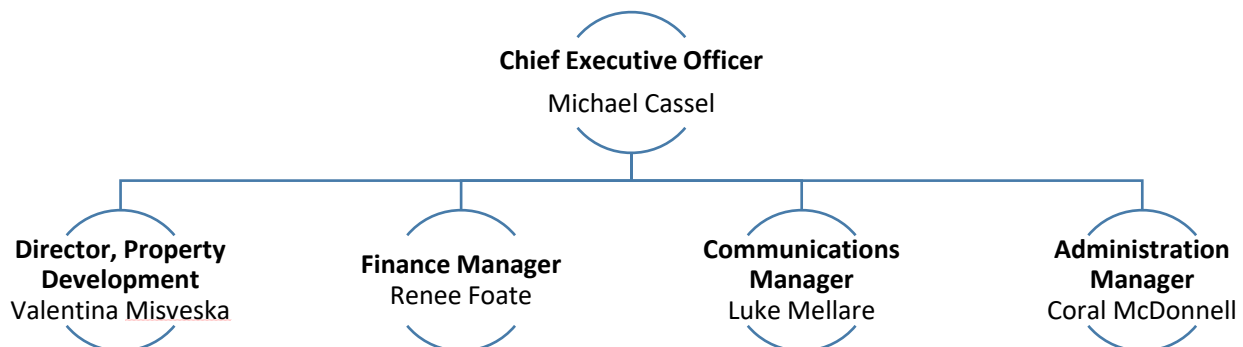 Chief Executive Officer
Michael Cassel
Director, Property
Development
Valentina Misveska
Finance Manager
Renee Foate
Communications
Manager
Luke Mellare
Administration
Manager
Coral McDonnell